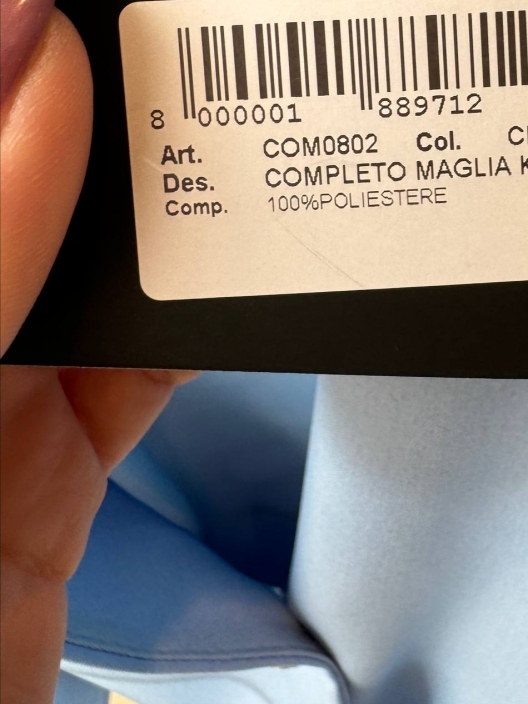 8 000001 889712
Art. COM0802 Col.
Des. COMPLETO MAGLIA
Comp. 100%POLIESTERE